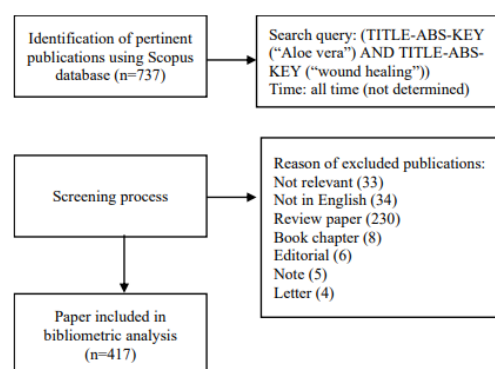 Identification of pertinent
publications using Scopus
database (n=737)
Search query: (TITLE-ABS-KEY
(“Aloe vera”) AND TITLE-ABS-
KEY (“wound healing”))
Time: all time (not determined)
Screening process
Reason of excluded publications:
Not relevant (33)
Not in English (34)
Review paper (230)
Book chapter (8)
Editorial (6)
Note (5)
Letter (4)
Paper included in
bibliometric analysis
(n=417)